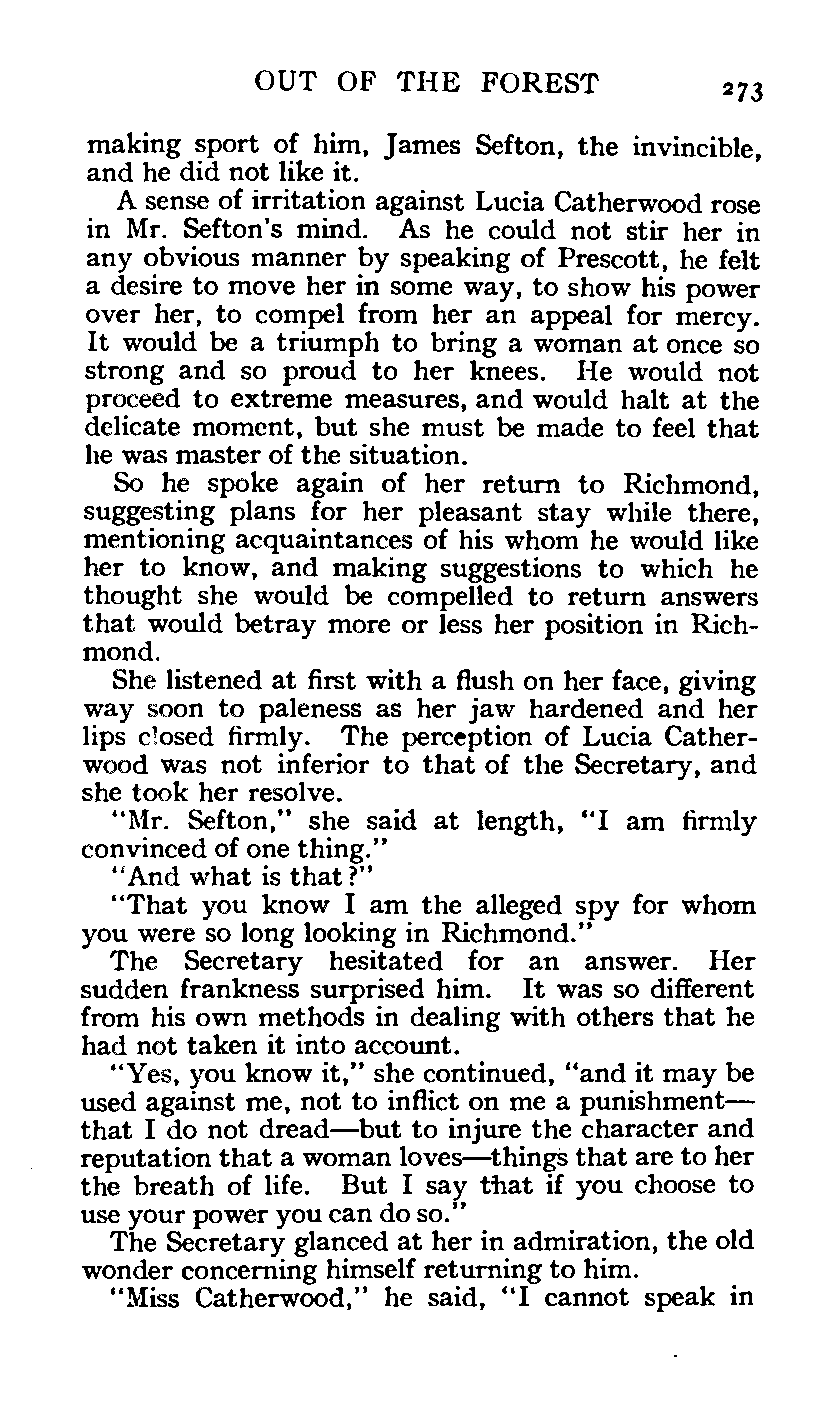 OUT OF THE FOREST 273
making sport of him, James Sefton, the invincible,
and he did not like it.
A sense of irritation against Lucia Catherwood rose
in Mr. Sefton's mind. As he could not stir her in
any obvious manner by speaking of Prescott, he felt
a desire to move her in some way, to show his power
over her, to compel from her an appeal for mercy.
It would be a triumph to bring a woman at once so
strong and so proud to her knees. He would not
proceed to extreme measures, and would halt at the
delicate moment, but she must be made to feel that
he was master of the situation.
So he spoke again of her return to Richmond,
suggesting plans for her pleasant stay while there,
mentioning acquaintances of his whom he would like
her to know, and making suggestions to which he
thought she would be compelled to return answers
that would betray more or less her position in Rich-
mond.
She listened at first with a flush on her face, giving
way soon to paleness as her jaw hardened and her
lips closed firmly. The perception of Lucia Cather-
wood was not inferior to that of the Secretary, and
she took her resolve.
"Mr. Sefton," she said at length, "I am firmly
convinced of one thing."
"And what is that?"
"That you know I am the alleged spy for whom
you were so long looking in Richmond."
The Secretary hesitated for an answer. Her
sudden frankness surprised him. It was so different
from his own methods in dealing with others that he
had not taken it into account.
"Yes, you know it," she continued, "and it may be
used against me, not to inflict on me a punishment—
that I do not dread—but to injure the character and
reputation that a woman loves—things that are to her
the breath of life. But I say that if you choose to
use your power you can do so."
The Secretary glanced at her in admiration, the old
wonder concerning himself returning to him.
"Miss Catherwood," he said, "I cannot speak in